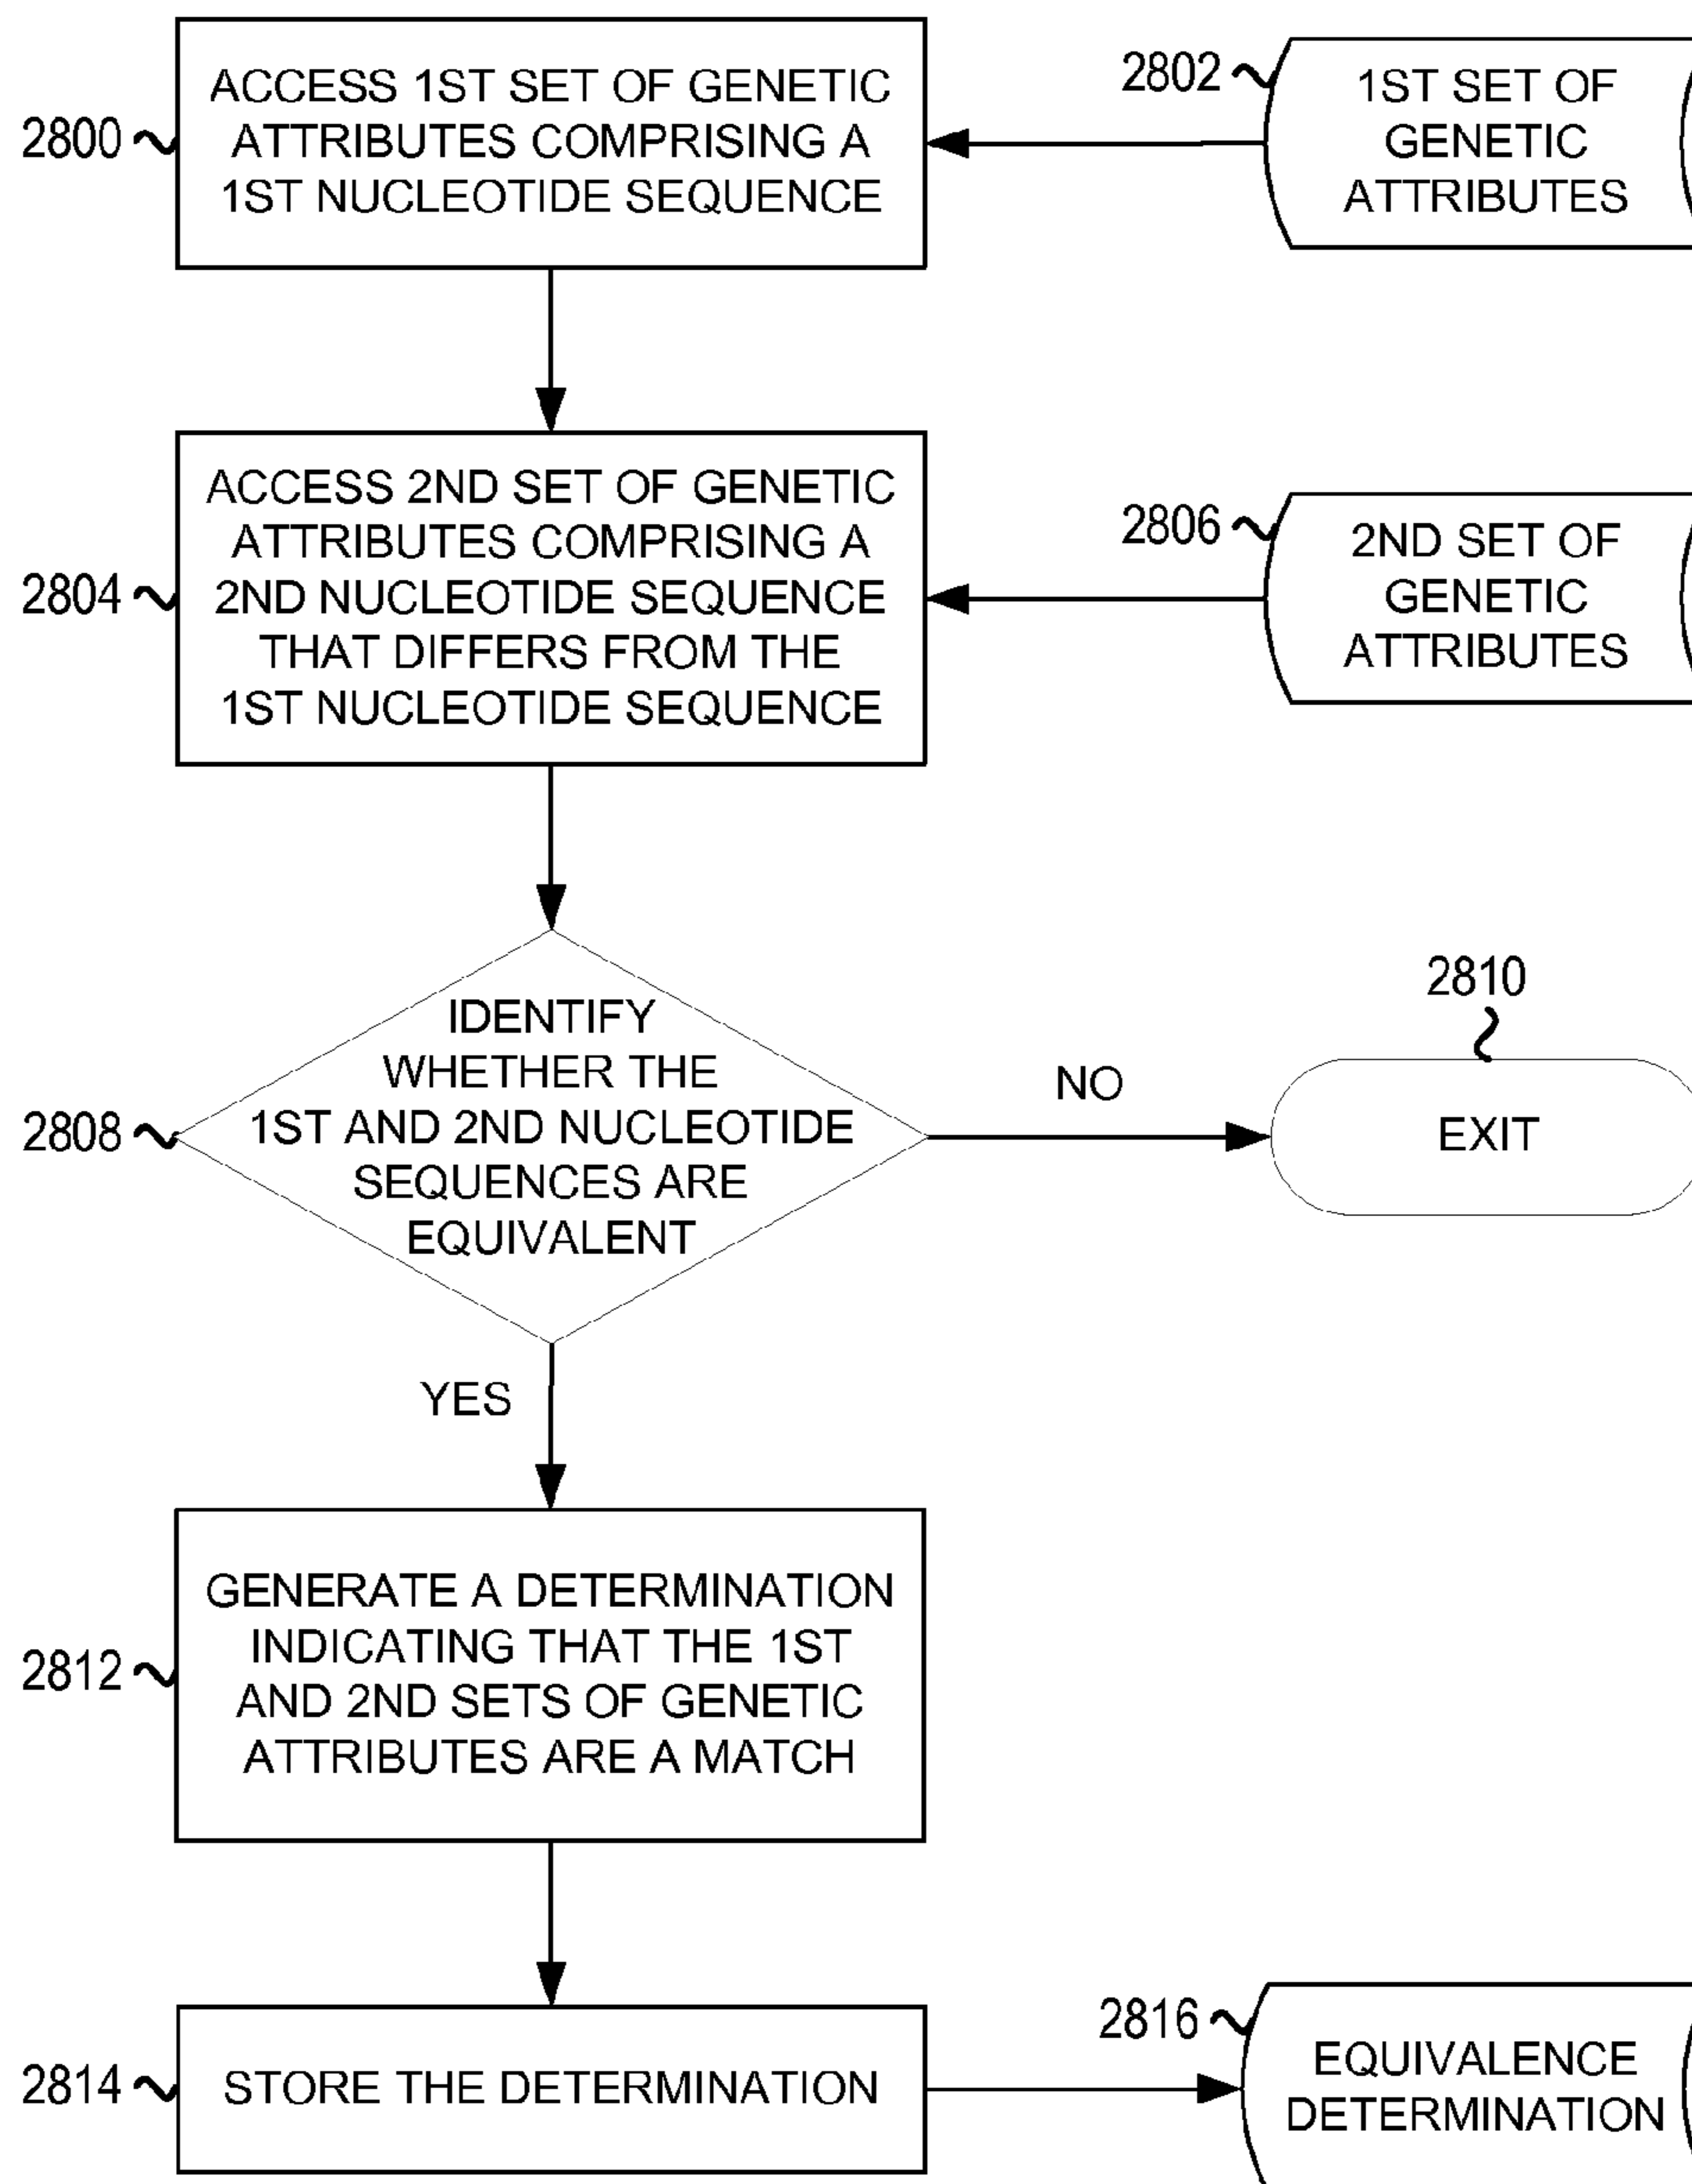 2800
ACCESS 1ST SET OF GENETIC
ATTRIBUTES COMPRISING A
1ST NUCLEOTIDE SEQUENCE
2802
1ST SET OF
GENETIC
ATTRIBUTES
2804
ACCESS 2ND SET OF GENETIC
ATTRIBUTES COMPRISING A
2ND NUCLEOTIDE SEQUENCE
THAT DIFFERS FROM THE
1ST NUCLEOTIDE SEQUENCE
2806
2ND SET OF
GENETIC
ATTRIBUTES
2808
IDENTIFY
WHETHER THE
1ST AND 2ND NUCLEOTIDE
SEQUENCES ARE
EQUIVALENT
NO
2810
EXIT
YES
2812
GENERATE A DETERMINATION
INDICATING THAT THE 1ST
AND 2ND SETS OF GENETIC
ATTRIBUTES ARE A MATCH
2814
STORE THE DETERMINATION
2816
EQUIVALENCE
DETERMINATION